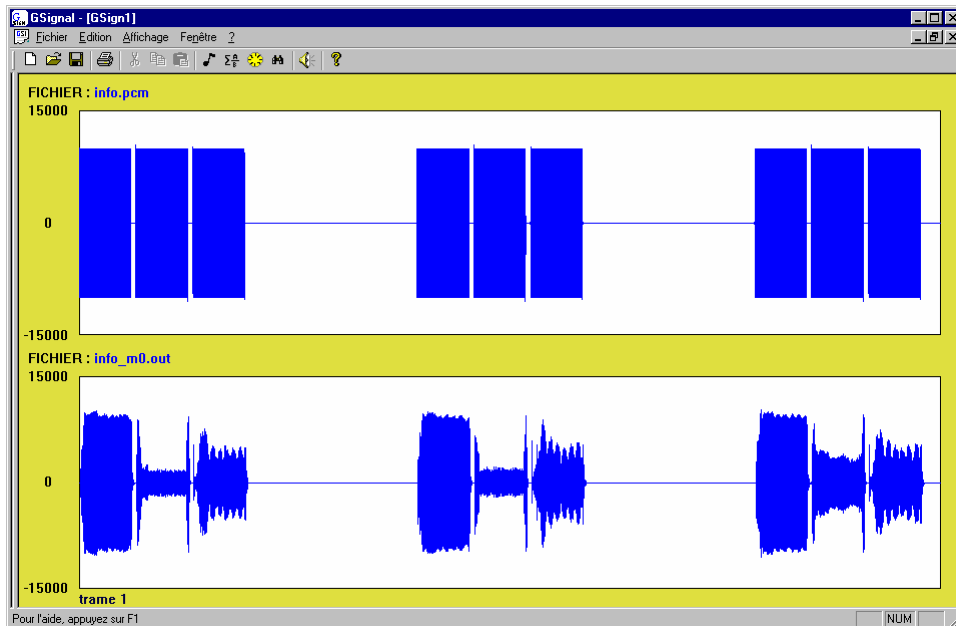 GSignal - [GSign1]
Fichier Edition Affichage Fenêtre ?
FICHIER : info.pcm
15000
0
-15000
FICHIER : info_m0.out
15000
0
-15000
trame 1
Pour l'aide, appuyez sur F1
NUM